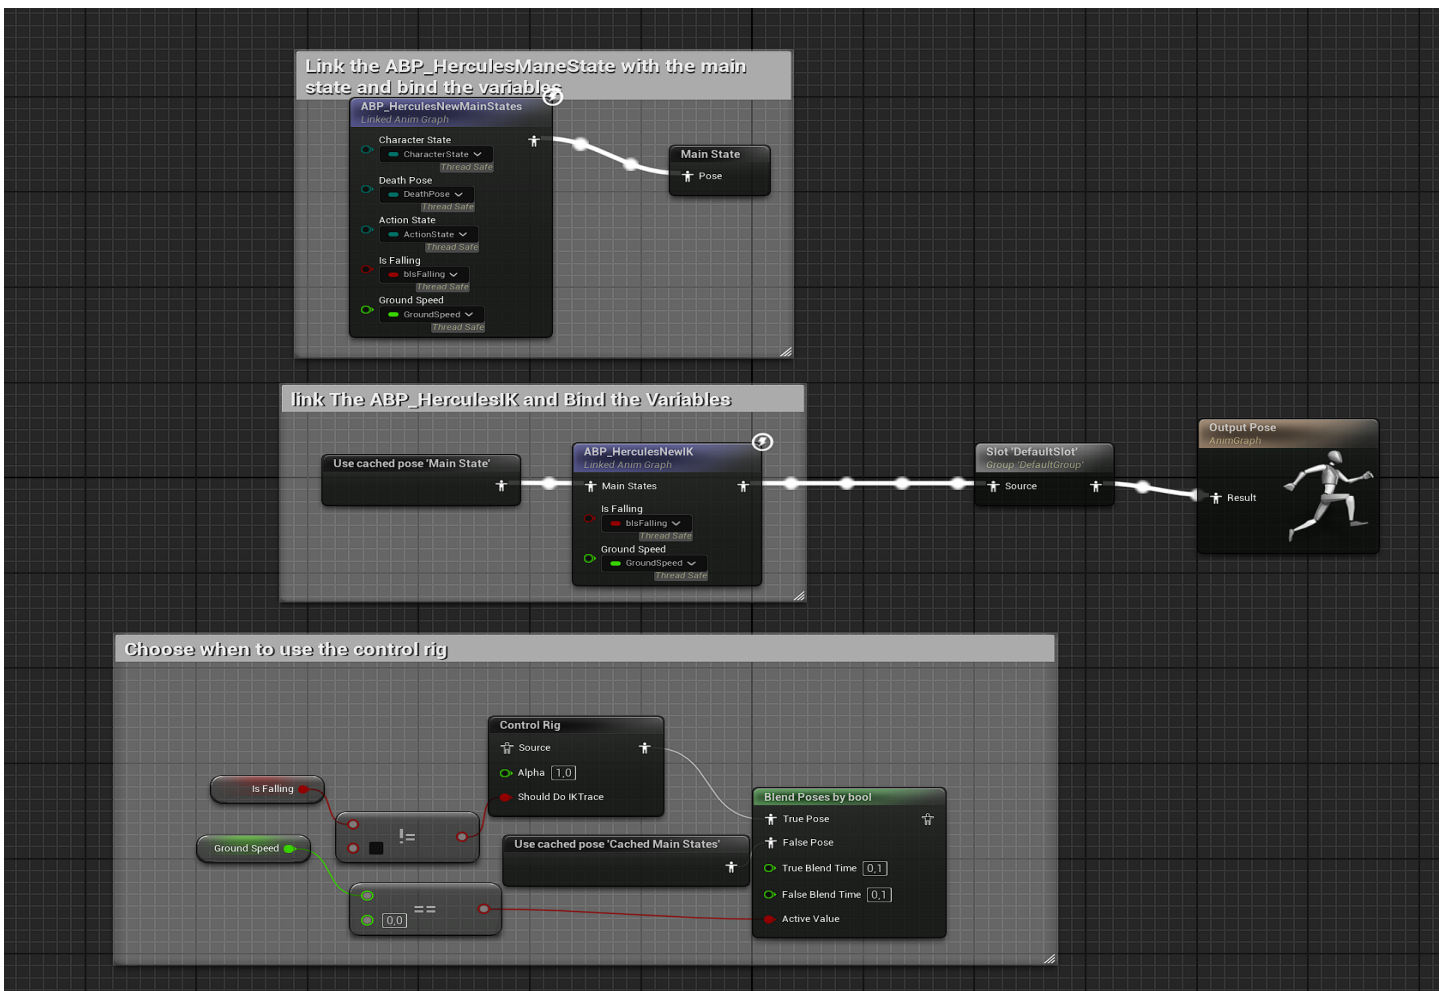 Link the ABP_HerculesManeState with the main
state and bind the variables
ABP_HerculesNewMainStates
Linked Anim Graph
Character State
CharacterState
Thread Safe
Death Pose
DeathPose
Thread Safe
Action State
ActionState
Thread Safe
Is Falling
bIsFalling
Thread Safe
Ground Speed
GroundSpeed
Thread Safe
Main State
Pose
link The ABP_HerculesIK and Bind the Variables
Use cached pose 'Main State'
ABP_HerculesNewIK
Linked Anim Graph
Main States
Is Falling
bIsFalling
Thread Safe
Ground Speed
GroundSpeed
Thread Safe
Slot 'DefaultSlot'
Group 'DefaultGroup'
Source
Output Pose
AnimGraph
Result
Choose when to use the control rig
Is Falling
Ground Speed
!=
==
0,0
Control Rig
Source
Alpha 1,0
Should Do IKTrace
Use cached pose 'Cached Main States'
Blend Poses by bool
True Pose
False Pose
True Blend Time 0,1
False Blend Time 0,1
Active Value